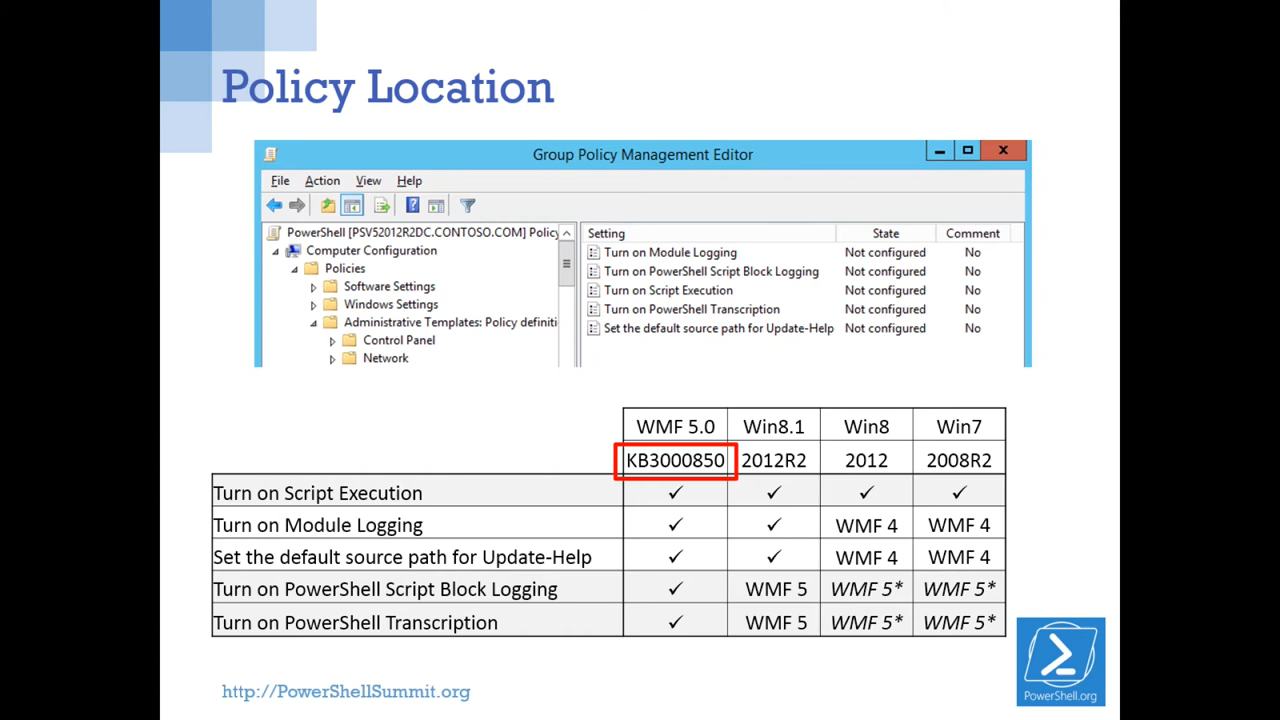 Policy Location
Group Policy Management Editor
File Action View Help
PowerShell [PSV52012R2DC.CONTOSO.COM] Policy
Computer Configuration
Policies
Software Settings
Windows Settings
Administrative Templates: Policy definiti
Control Panel
Network
Setting State Comment
Turn on Module Logging Not configured No
Turn on PowerShell Script Block Logging Not configured No
Turn on Script Execution Not configured No
Turn on PowerShell Transcription Not configured No
Set the default source path for Update-Help Not configured No
WMF 5.0 Win8.1 Win8 Win7
KB3000850 2012R2 2012 2008R2
Turn on Script Execution ✓ ✓ ✓ ✓
Turn on Module Logging ✓ ✓ WMF 4 WMF 4
Set the default source path for Update-Help ✓ ✓ WMF 4 WMF 4
Turn on PowerShell Script Block Logging ✓ WMF 5 WMF 5* WMF 5*
Turn on PowerShell Transcription ✓ WMF 5 WMF 5* WMF 5*
http://PowerShellSummit.org
PowerShell.org